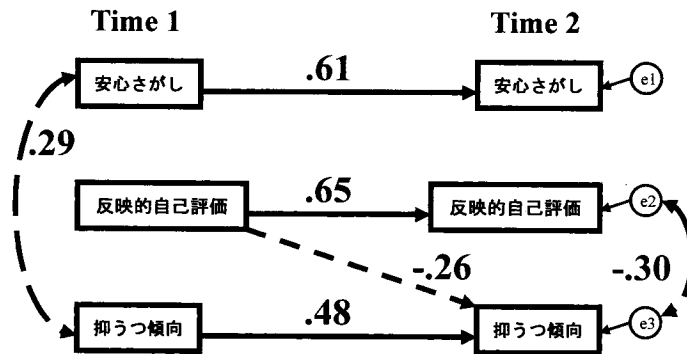 Time 1
Time 2
安心さがし
.61
安心さがし
e1
.29
反映的自己評価
.65
反映的自己評価
e2
-.26
-.30
抑うつ傾向
.48
抑うつ傾向
e3